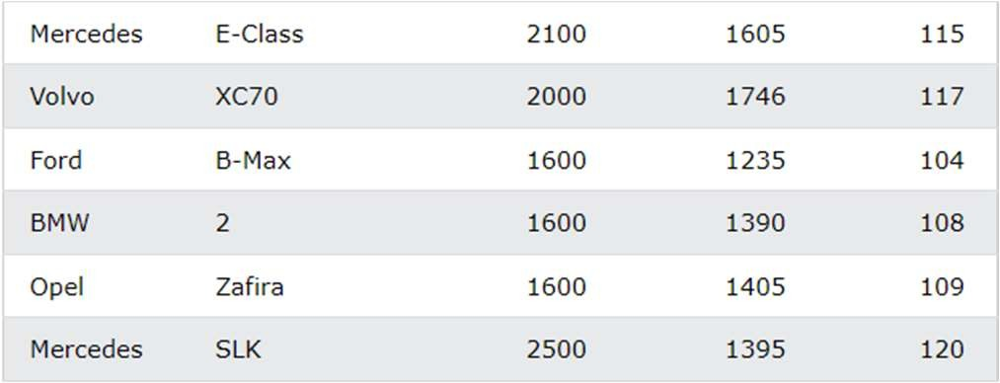 Mercedes E-Class 2100 1605 115
Volvo XC70 2000 1746 117
Ford B-Max 1600 1235 104
BMW 2 1600 1390 108
Opel Zafira 1600 1405 109
Mercedes SLK 2500 1395 120